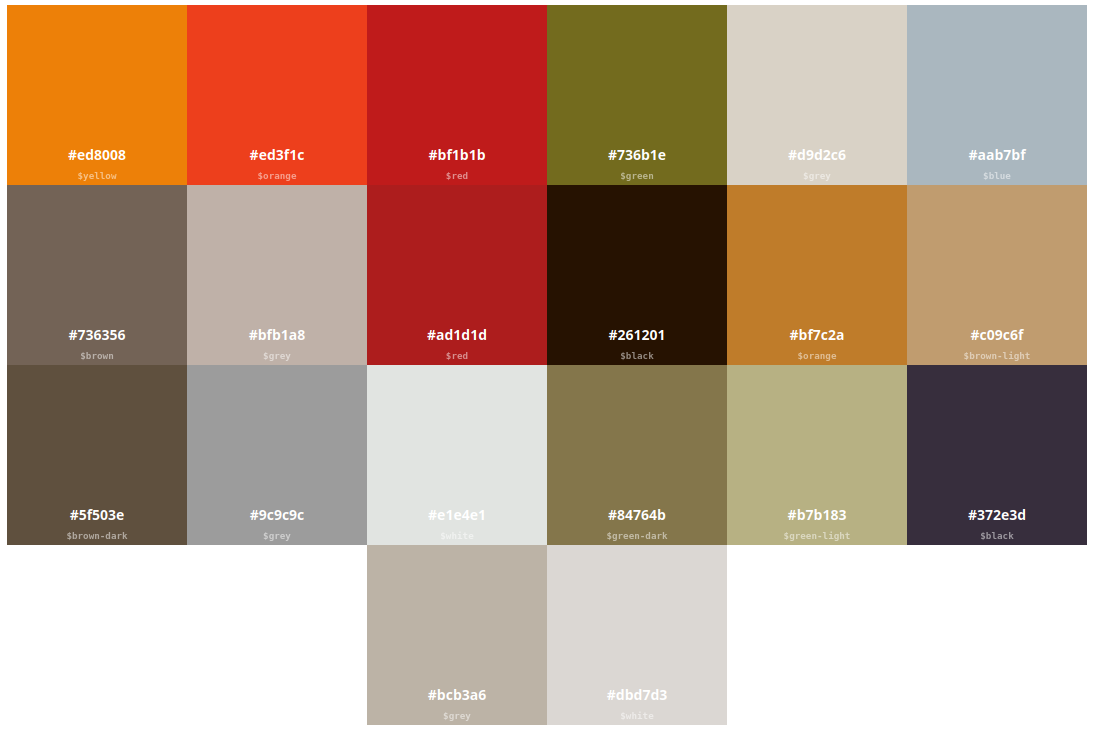 #ed8008
$yellow
#ed3f1c
$orange
#bf1b1b
$red
#736b1e
$green
#d9d2c6
$grey
#aab7bf
$blue
#736356
$brown
#bfb1a8
$grey
#ad1d1d
$red
#261201
$black
#bf7c2a
$orange
#c09c6f
$brown-light
#5f503e
$brown-dark
#9c9c9c
$grey
#e1e4e1
$white
#84764b
$green-dark
#b7b183
$green-light
#372e3d
$black
#bcb3a6
$grey
#dbd7d3
$white